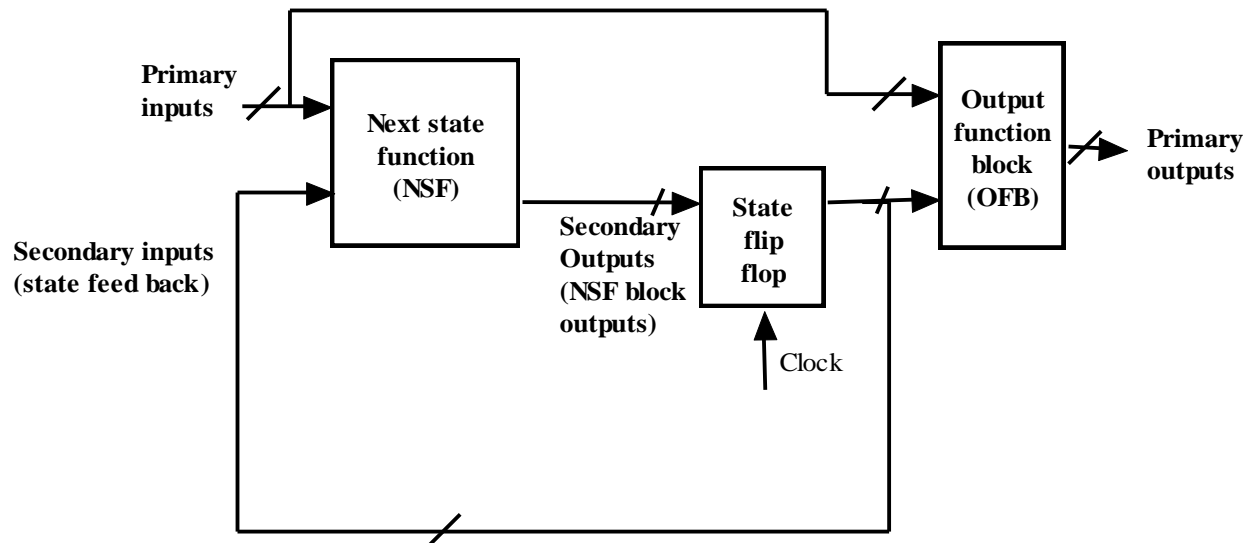 Primary
inputs
Next state
function
(NSF)
Output
function
block
(OFB)
Primary
outputs
Secondary inputs
(state feed back)
Secondary
Outputs
(NSF block
outputs)
State
flip
flop
Clock